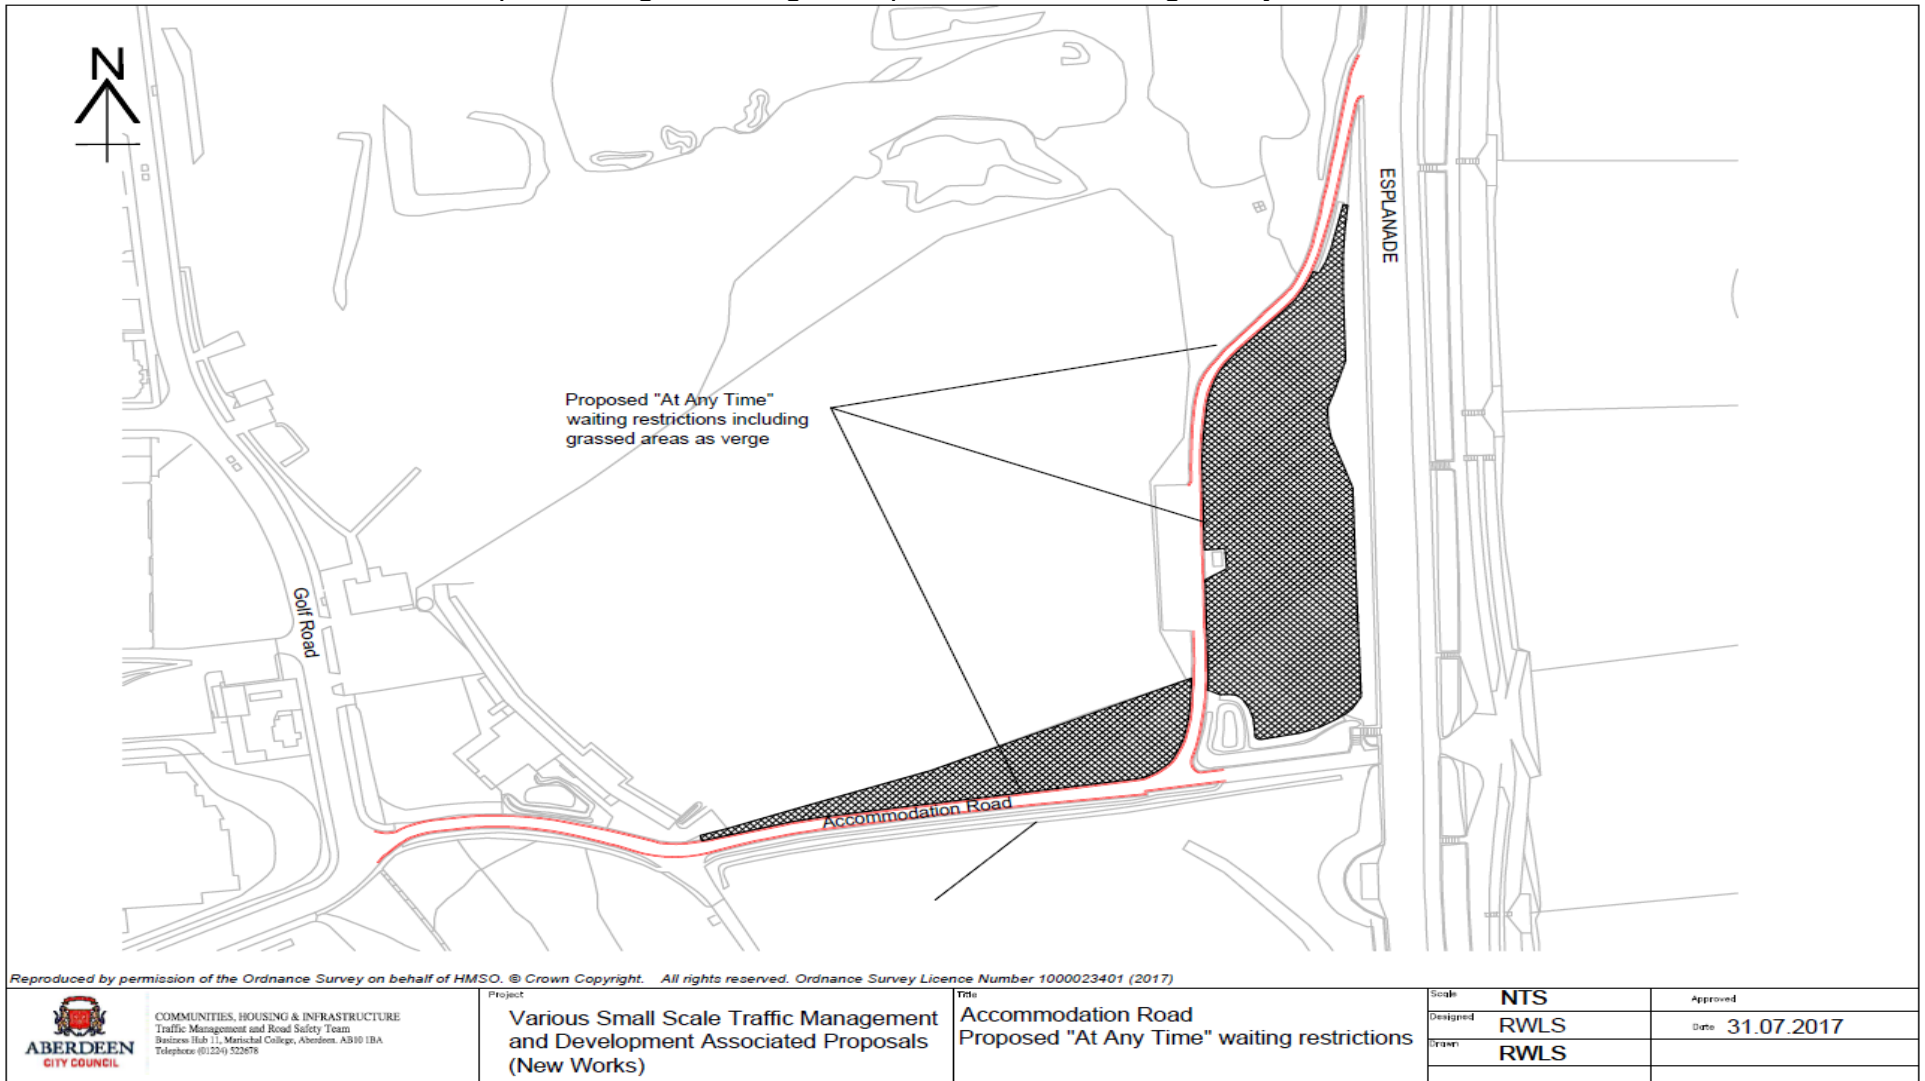 N
ESPLANADE
Proposed "At Any Time"
waiting restrictions including
grassed areas as verge
Golf Road
Accommodation Road
Reproduced by permission of the Ordnance Survey on behalf of HMSO. © Crown Copyright. All rights reserved. Ordnance Survey Licence Number 1000023401 (2017)
ABERDEEN
CITY COUNCIL
COMMUNITIES, HOUSING & INFRASTRUCTURE
Traffic Management and Road Safety Team
Business Hub 11, Marischal College, Aberdeen. AB10 1BA
Telephone (01224) 522678
Project
Various Small Scale Traffic Management
and Development Associated Proposals
(New Works)
Title
Accommodation Road
Proposed "At Any Time" waiting restrictions
Scale NTS
Designed RWLS
Drawn RWLS
Approved
Date 31.07.2017